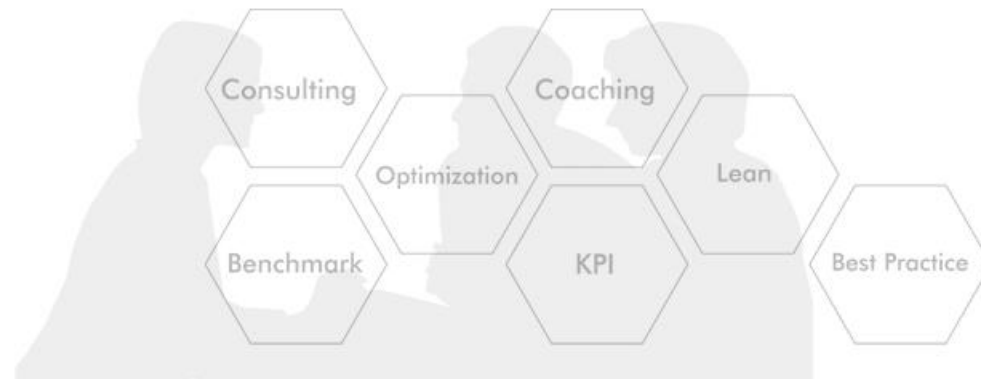 Consulting
Coaching
Optimization
Lean
Benchmark
KPI
Best Practice